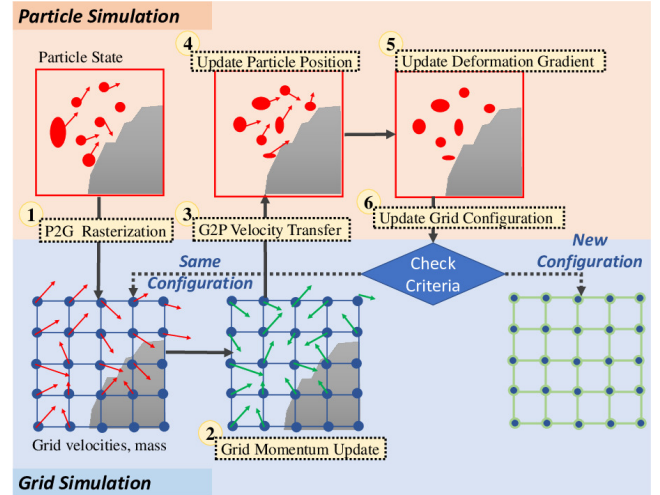 Particle Simulation
4
5
Particle State
Update Particle Position
Update Deformation Gradient
1
3
6
P2G Rasterization
G2P Velocity Transfer
Update Grid Configuration
Same
Configuration
Check
Criteria
New
Configuration
2
Grid velocities, mass
Grid Momentum Update
Grid Simulation